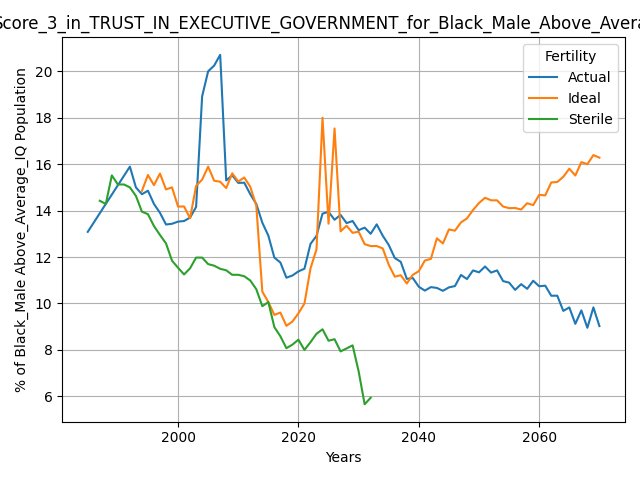 Score_3_in_TRUST_IN_EXECUTIVE_GOVERNMENT_for_Black_Male_Above_Avera
% of Black_Male Above_Average_IQ Population
20
18
16
14
12
10
8
6
Fertility
Actual
Ideal
Sterile
2000
2020
2040
2060
Years